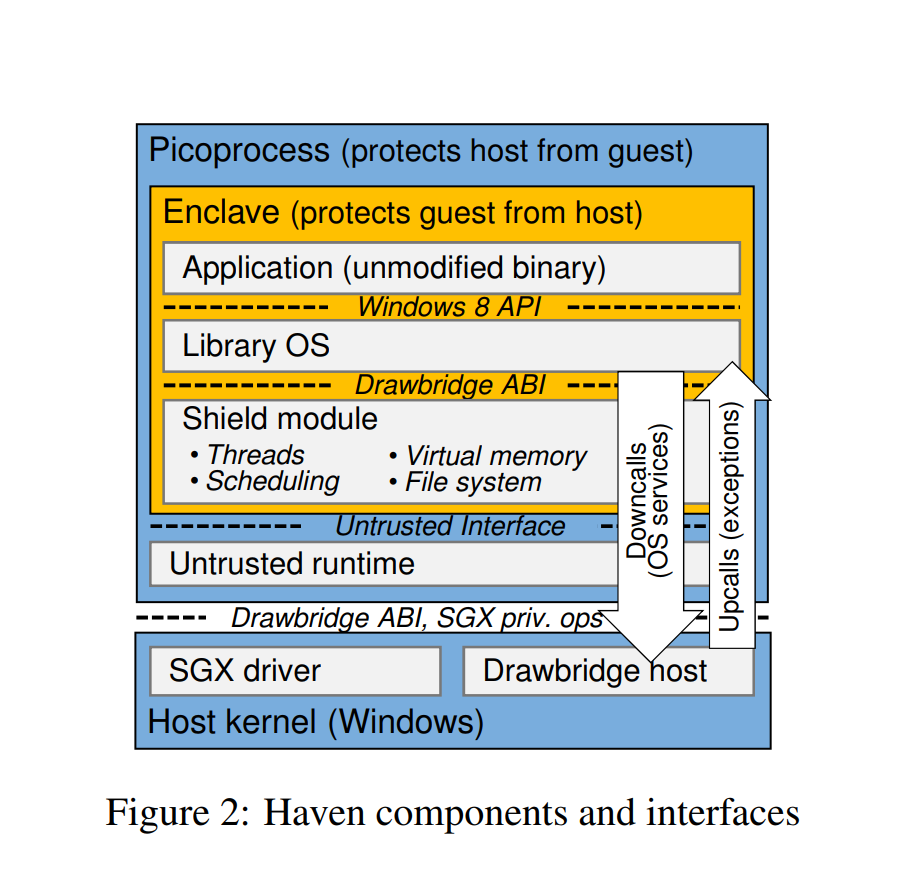 Picoprocess (protects host from guest)
Enclave (protects guest from host)
Application (unmodified binary)
Windows 8 API
Library OS
Drawbridge ABI
Shield module
• Threads
• Virtual memory
• Scheduling
• File system
Untrusted Interface
Untrusted runtime
Downcalls
(OS services)
Upcalls (exceptions)
Drawbridge ABI, SGX priv. ops
SGX driver
Drawbridge host
Host kernel (Windows)
Figure 2: Haven components and interfaces